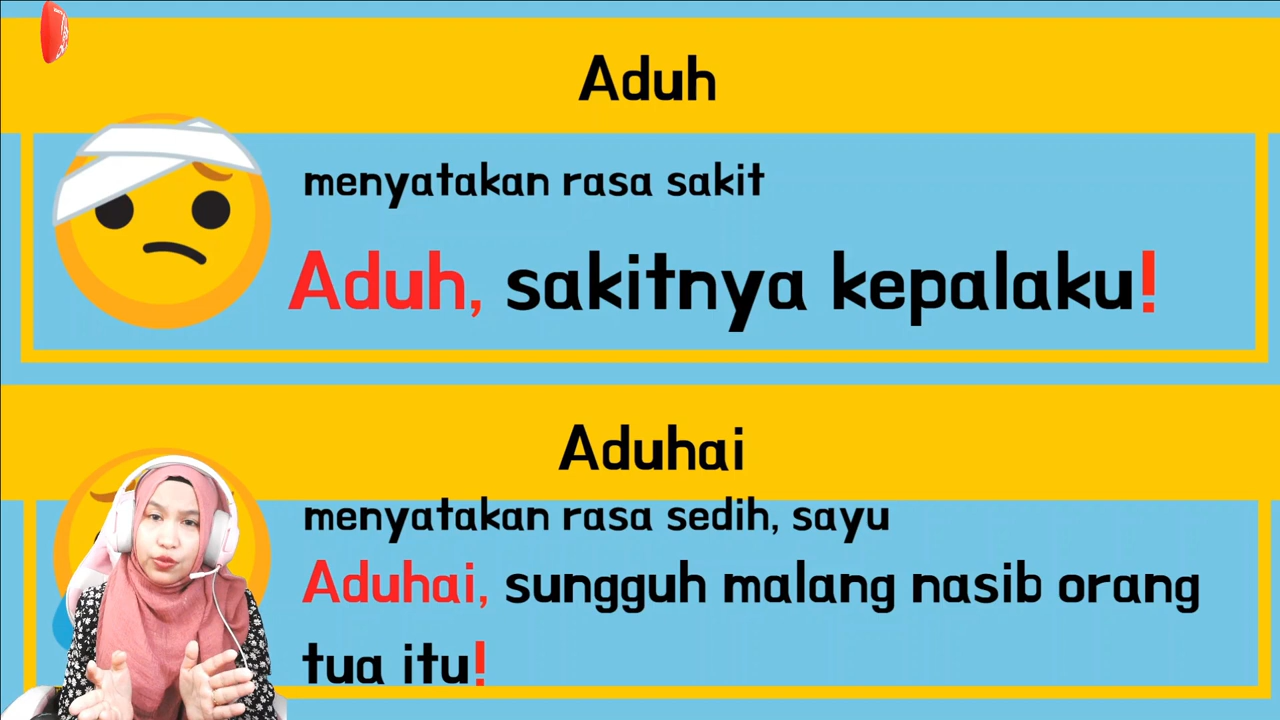 Aduh
menyatakan rasa sakit
Aduh, sakitnya kepalaku!
Aduhai
menyatakan rasa sedih, sayu
Aduhai, sungguh malang nasib orang
tua itu!